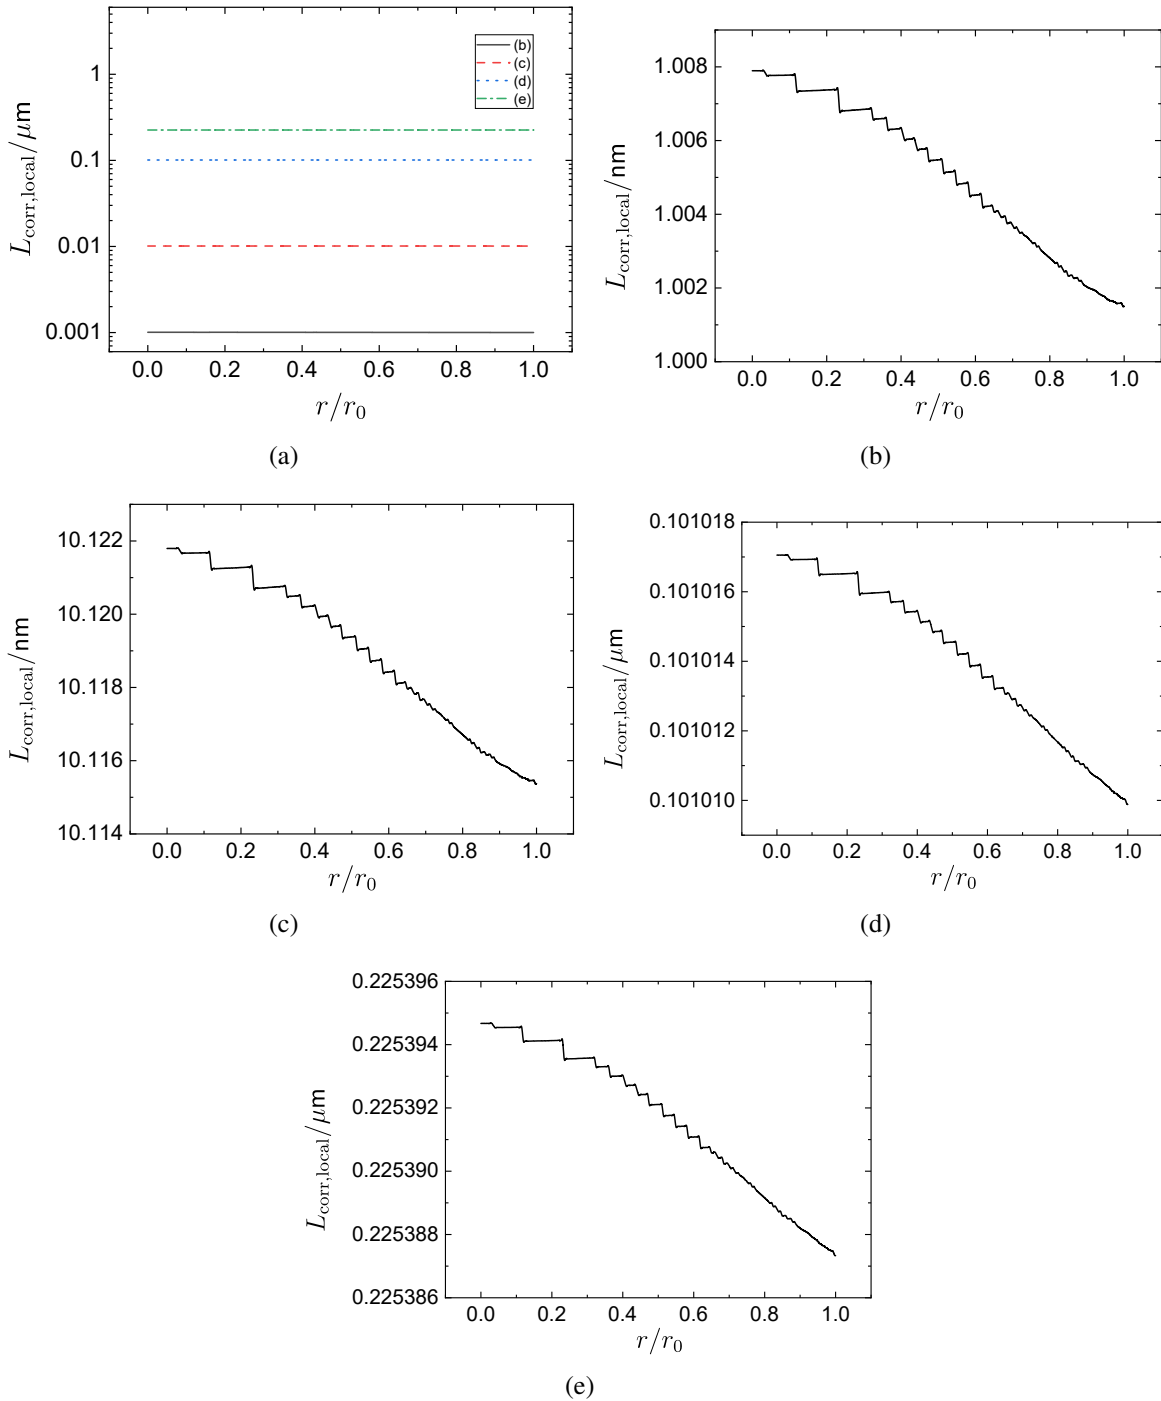 L_corr,local/μm
1
0.1
0.01
0.001
(b)
(c)
(d)
(e)
0.0 0.2 0.4 0.6 0.8 1.0
r/r_0
(a)
L_corr,local/nm
1.008
1.006
1.004
1.002
1.000
0.0 0.2 0.4 0.6 0.8 1.0
r/r_0
(b)
L_corr,local/nm
10.122
10.120
10.118
10.116
10.114
0.0 0.2 0.4 0.6 0.8 1.0
r/r_0
(c)
L_corr,local/μm
0.101018
0.101016
0.101014
0.101012
0.101010
0.0 0.2 0.4 0.6 0.8 1.0
r/r_0
(d)
L_corr,local/μm
0.225396
0.225394
0.225392
0.225390
0.225388
0.225386
0.0 0.2 0.4 0.6 0.8 1.0
r/r_0
(e)